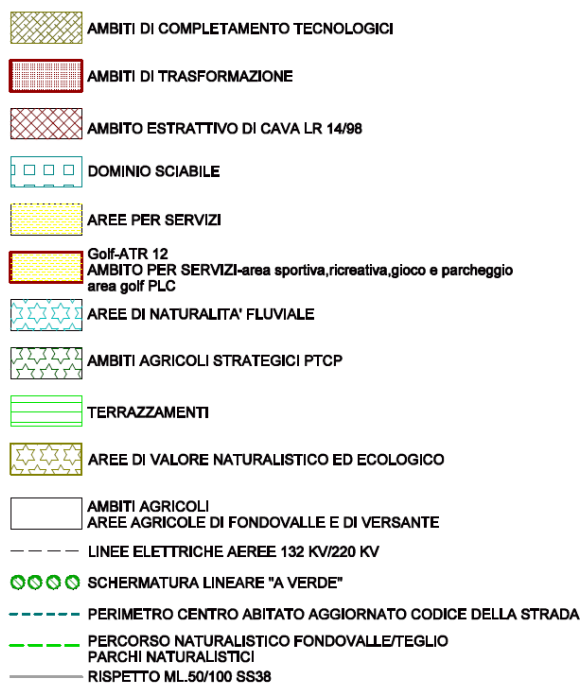 AMBITI DI COMPLETAMENTO TECNOLOGICI
AMBITI DI TRASFORMAZIONE
AMBITO ESTRATTIVO DI CAVA LR 14/98
DOMINIO SCIABILE
AREE PER SERVIZI
Golf-ATR 12
AMBITO PER SERVIZI-area sportiva,ricreativa,gioco e parcheggio
area golf PLC
AREE DI NATURALITA' FLUVIALE
AMBITI AGRICOLI STRATEGICI PTCP
TERRAZZAMENTI
AREE DI VALORE NATURALISTICO ED ECOLOGICO
AMBITI AGRICOLI
AREE AGRICOLE DI FONDOVALLE E DI VERSANTE
LINEE ELETTRICHE AEREE 132 KV/220 KV
SCHERMATURA LINEARE "A VERDE"
PERIMETRO CENTRO ABITATO AGGIORNATO CODICE DELLA STRADA
PERCORSO NATURALISTICO FONDOVALLE/TEGLIO
PARCHI NATURALISTICI
RISPETTO ML.50/100 SS38